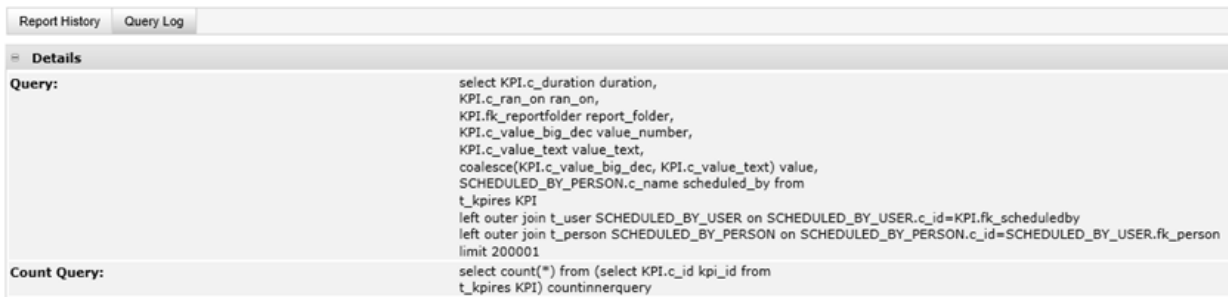 Report History Query Log
Details
Query: select KPI.c_duration duration,
KPI.c_ran_on ran_on,
KPI.fk_reportfolder report_folder,
KPI.c_value_big_dec value_number,
KPI.c_value_text value_text,
coalesce(KPI.c_value_big_dec, KPI.c_value_text) value,
SCHEDULED_BY_PERSON.c_name scheduled_by from
t_kpires KPI
left outer join t_user SCHEDULED_BY_USER on SCHEDULED_BY_USER.c_id=KPI.fk_scheduledby
left outer join t_person SCHEDULED_BY_PERSON on SCHEDULED_BY_PERSON.c_id=SCHEDULED_BY_USER.fk_person
limit 200001
Count Query: select count(*) from (select KPI.c_id kpi_id from
t_kpires KPI) countinnerquery